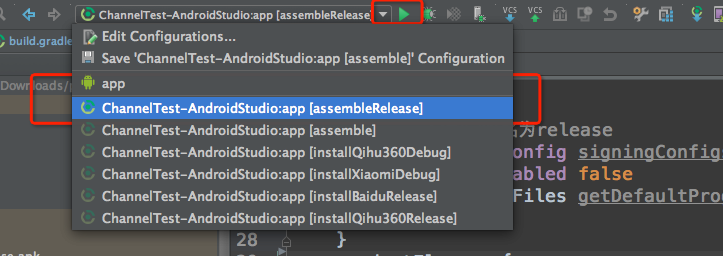 ChannelTest-AndroidStudio:app [assembleRelease]
VCS VCS
build.gradle
Edit Configurations...
Save 'ChannelTest-AndroidStudio:app [assemble]' Configuration
Downloads/
app
ChannelTest-AndroidStudio:app [assembleRelease]
ChannelTest-AndroidStudio:app [assemble]
为release
ChannelTest-AndroidStudio:app [installQihu360Debug]
onfig signingConfigs
ChannelTest-AndroidStudio:app [installXiaomiDebug]
abled false
ChannelTest-AndroidStudio:app [installBaiduRelease]
Files getDefaultPro
ChannelTest-AndroidStudio:app [installQihu360Release]
28 }